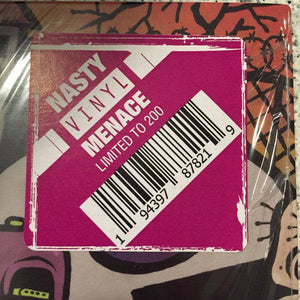 NASTY
VINYL
MENACE
LIMITED TO 200
1 94397 87821 9